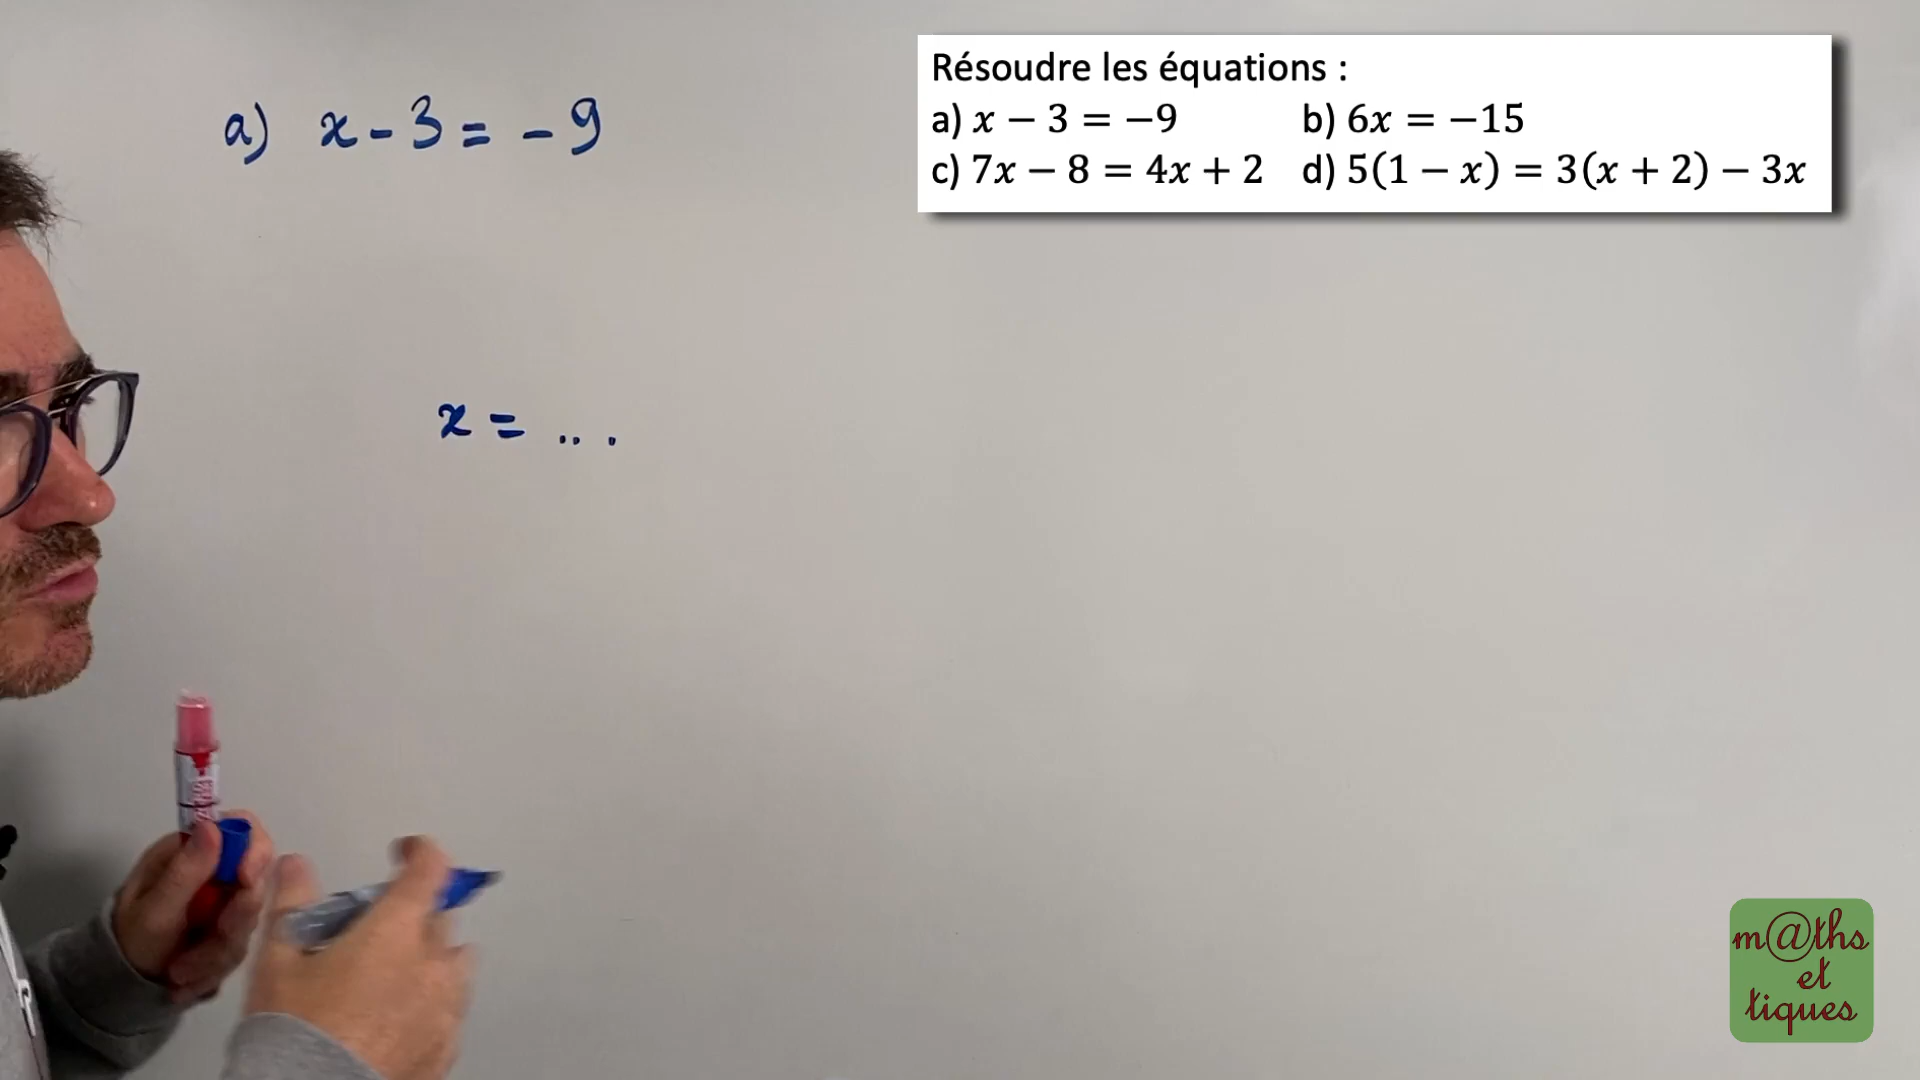 a) x - 3 = - 9
x = ....
Résoudre les équations :
a) x − 3 = −9 b) 6x = −15
c) 7x − 8 = 4x + 2 d) 5(1 − x) = 3(x + 2) − 3x
m@ths
et
tiques